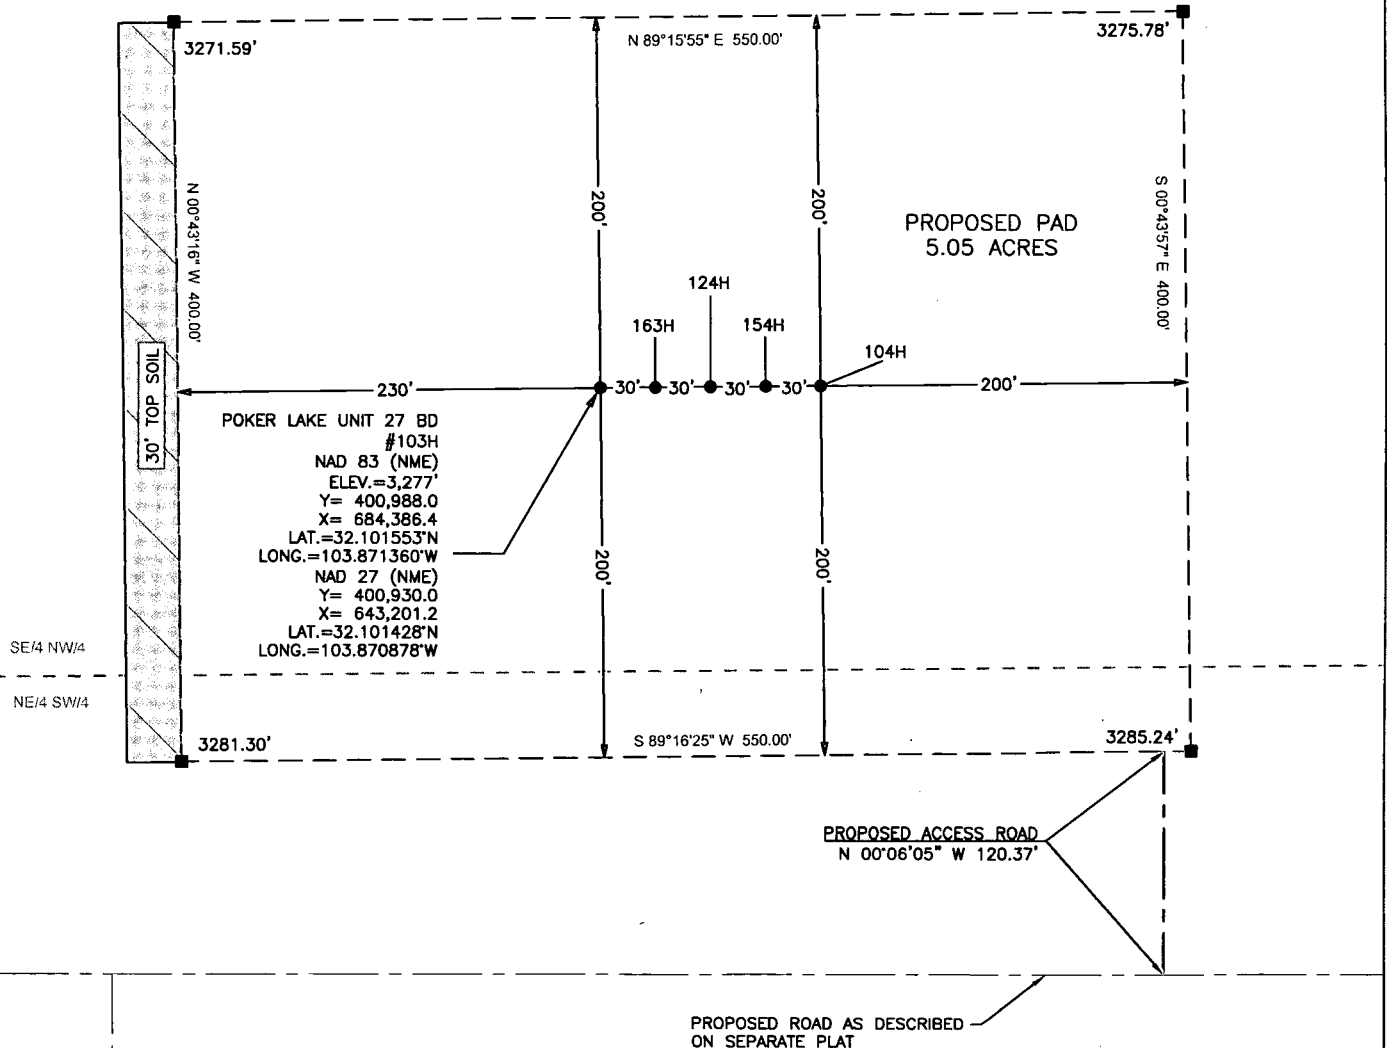 3271.59'
N 89°15'55" E 550.00'
3275.78'
N 00°43'16" W 400.00'
200'
200'
PROPOSED PAD
5.05 ACRES
S 00°43'57" E 400.00'
124H
163H
154H
104H
30' TOP SOIL
230'
30'
30'
30'
30'
200'
POKER LAKE UNIT 27 BD
#103H
NAD 83 (NME)
ELEV.=3,277'
Y= 400,988.0
X= 684,386.4
LAT.=32.101553°N
LONG.=103.871360°W
NAD 27 (NME)
Y= 400,930.0
X= 643,201.2
LAT.=32.101428°N
LONG.=103.870878°W
200'
200'
SE/4 NW/4
NE/4 SW/4
3281.30'
S 89°16'25" W 550.00'
3285.24'
PROPOSED ACCESS ROAD
N 00°06'05" W 120.37'
PROPOSED ROAD AS DESCRIBED
ON SEPARATE PLAT